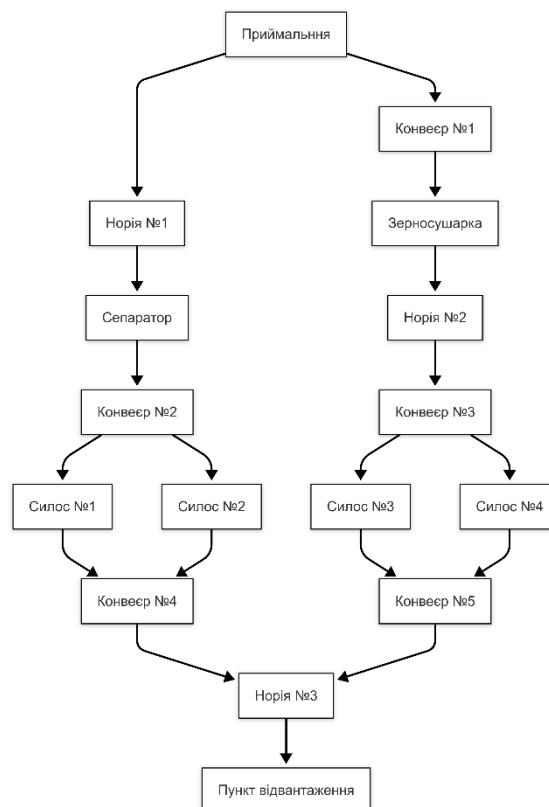 Приймальння
Конвеєр №1
Норія №1
Зерносушарка
Сепаратор
Норія №2
Конвеєр №2
Конвеєр №3
Силос №1
Силос №2
Силос №3
Силос №4
Конвеєр №4
Конвеєр №5
Норія №3
Пункт відвантаження